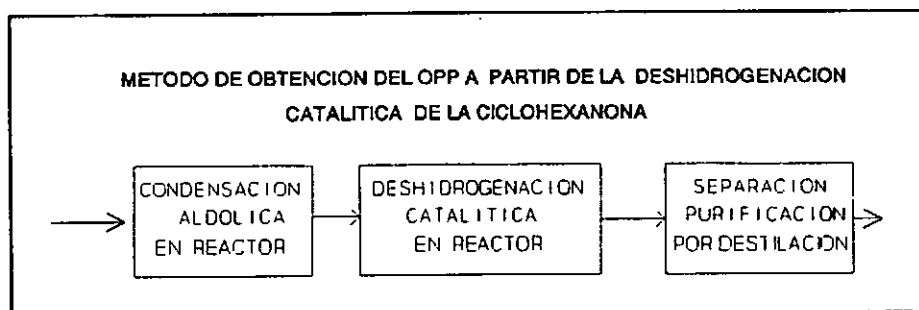 METODO DE OBTENCION DEL OPP A PARTIR DE LA DESHIDROGENACION
CATALITICA DE LA CICLOHEXANONA
CONDENSACION
ALDOLICA
EN REACTOR
DESHIDROGENACION
CATALITICA
EN REACTOR
SEPARACION
PURIFICACION
POR DESTILACION